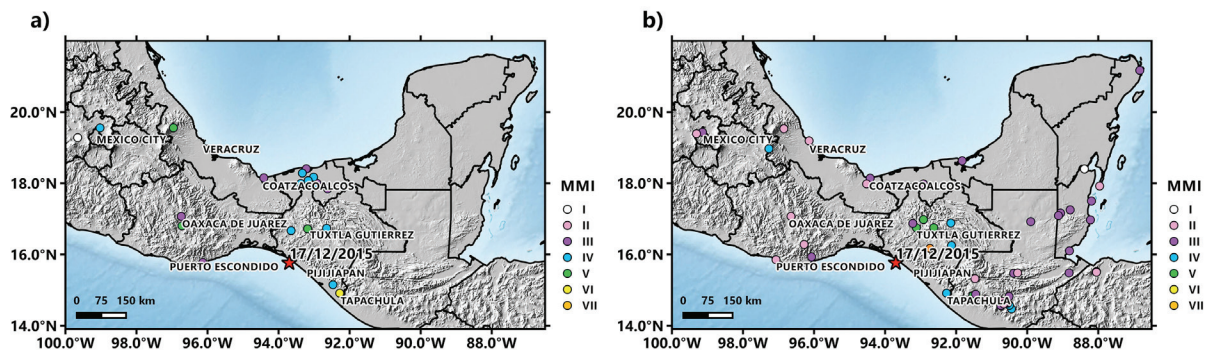 a)
20.0°N
18.0°N
16.0°N
14.0°N
100.0°W 98.0°W 96.0°W 94.0°W 92.0°W 90.0°W 88.0°W
MEXICO CITY
VERACRUZ
COATZACOALCOS
OAXACA DE JUAREZ
TUXTLA GUTIERREZ
17/12/2015
PUERTO ESCONDIDO
PIJIJIAPAN
TAPACHULA
0 75 150 km
MMI
I
II
III
IV
V
VI
VII
b)
20.0°N
18.0°N
16.0°N
14.0°N
100.0°W 98.0°W 96.0°W 94.0°W 92.0°W 90.0°W 88.0°W
MEXICO CITY
VERACRUZ
COATZACOALCOS
OAXACA DE JUAREZ
TUXTLA GUTIERREZ
17/12/2015
PUERTO ESCONDIDO
PIJIJIAPAN
TAPACHULA
0 75 150 km
MMI
I
II
III
IV
V
VI
VII